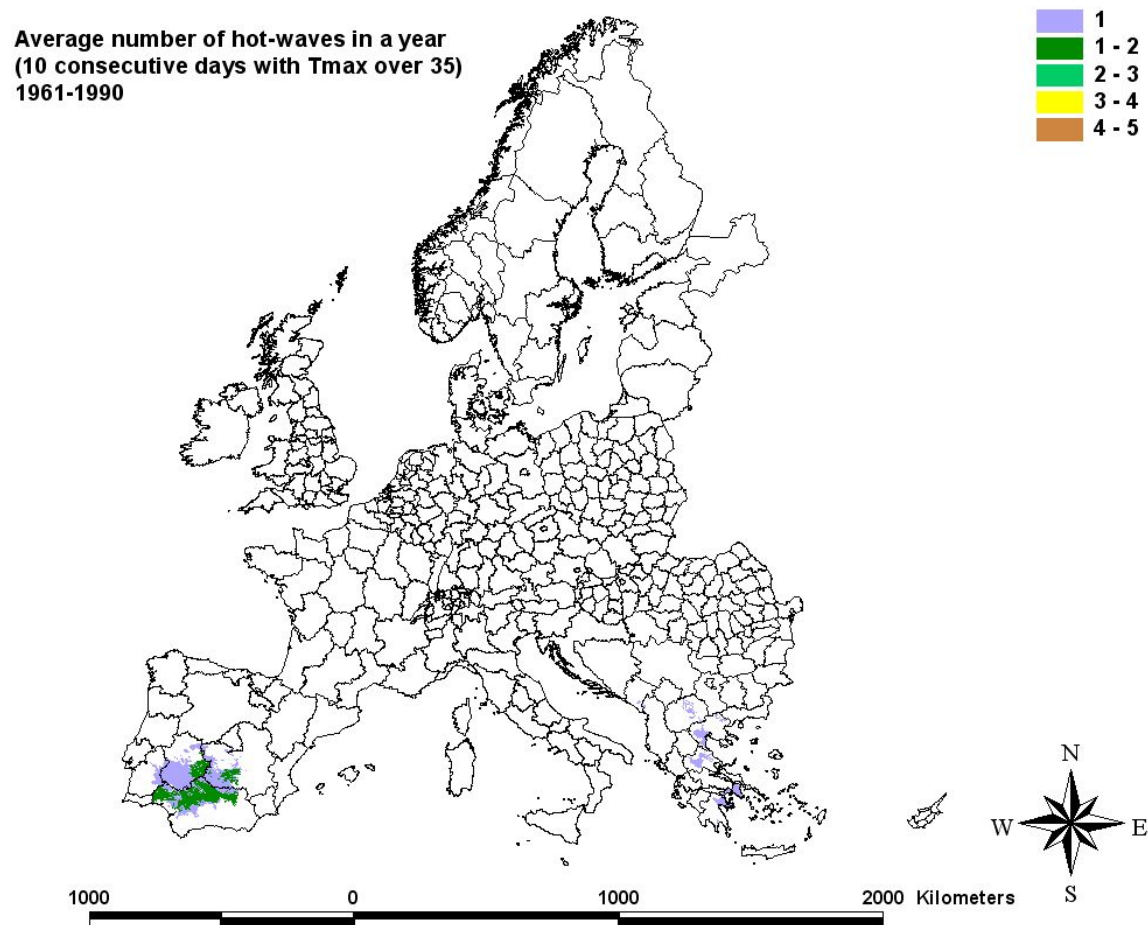 Average number of hot-waves in a year
(10 consecutive days with Tmax over 35)
1961-1990
1
1 - 2
2 - 3
3 - 4
4 - 5
N
W
E
S
1000
0
1000
2000 Kilometers